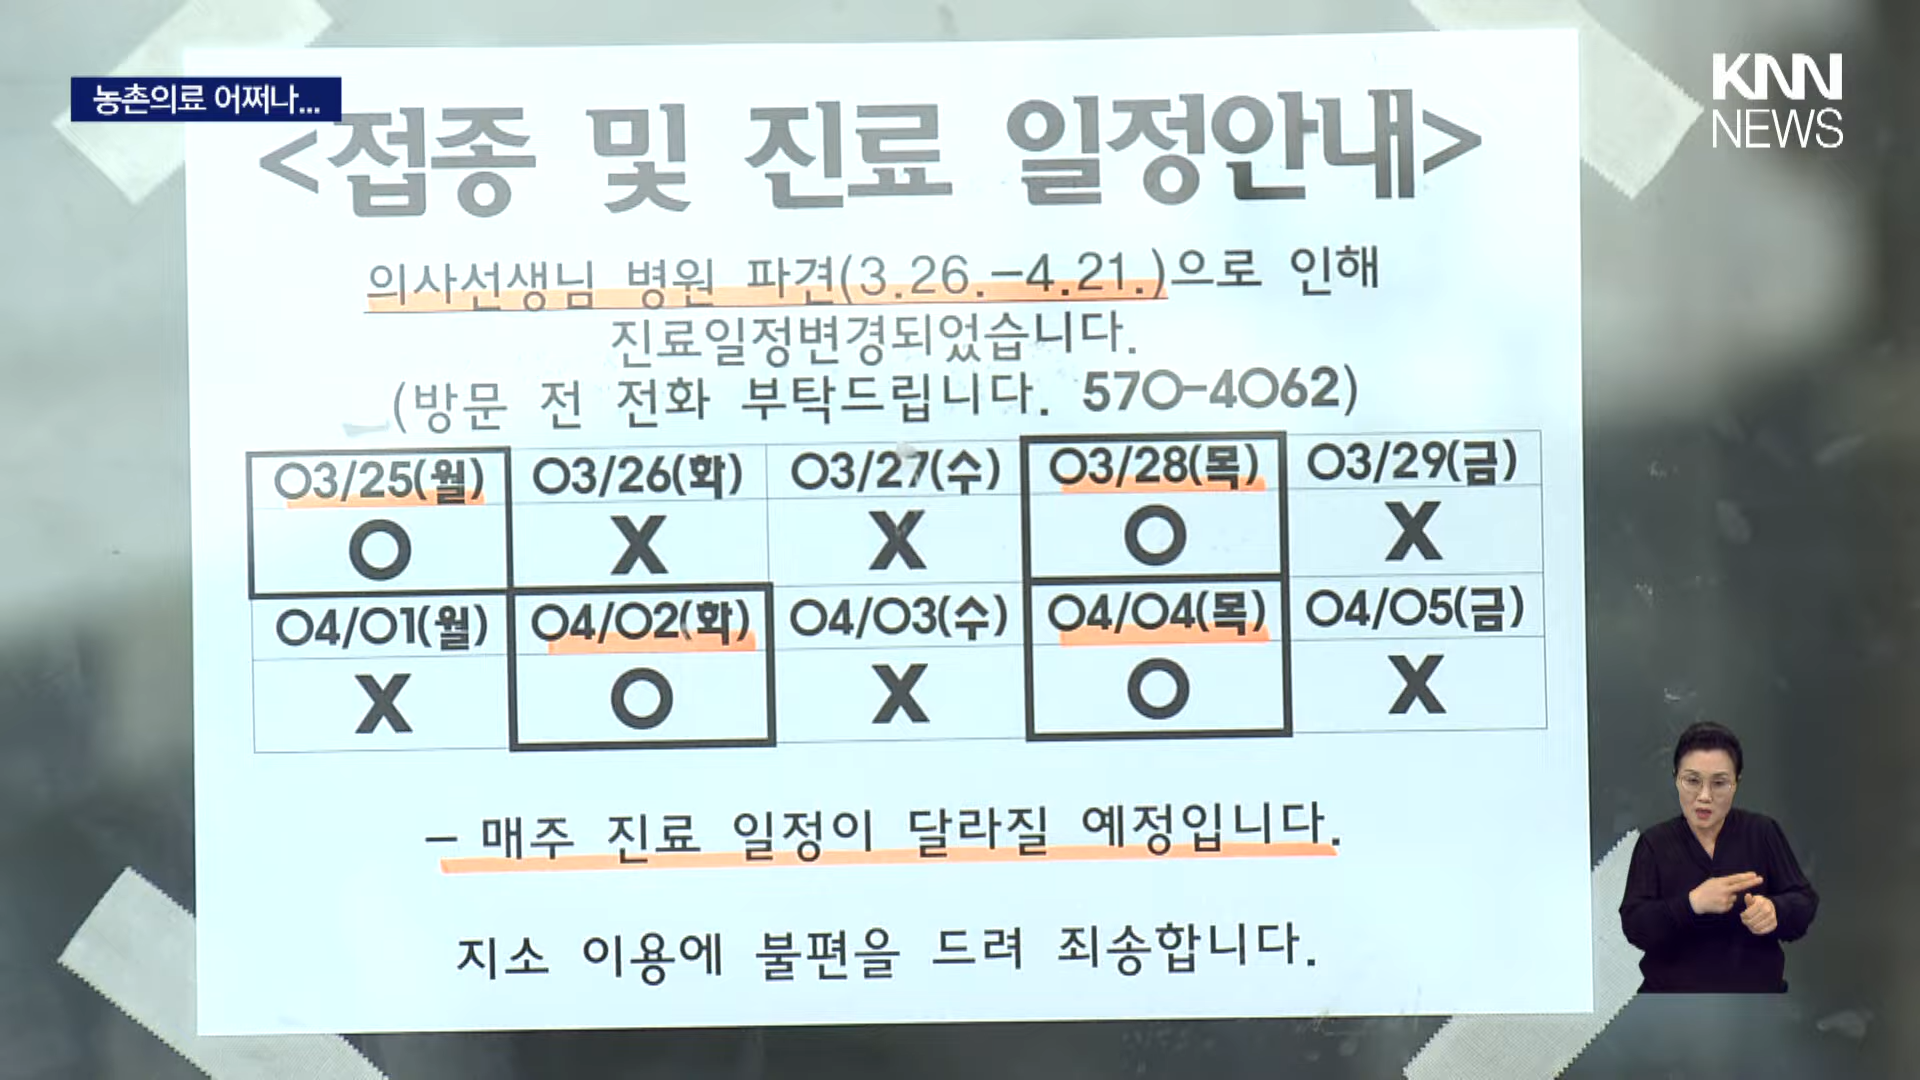 농촌의료 어쩌나...
KNN
NEWS
<접종 및 진료 일정안내>
의사선생님 병원 파견(3.26.-4.21.)으로 인해
진료일정변경되었습니다.
(방문 전 전화 부탁드립니다. 570-4062)
03/25(월) 03/26(화) 03/27(수) 03/28(목) 03/29(금)
O X X O X
04/01(월) 04/02(화) 04/03(수) 04/04(목) 04/05(금)
X O X O X
- 매주 진료 일정이 달라질 예정입니다.
지소 이용에 불편을 드려 죄송합니다.